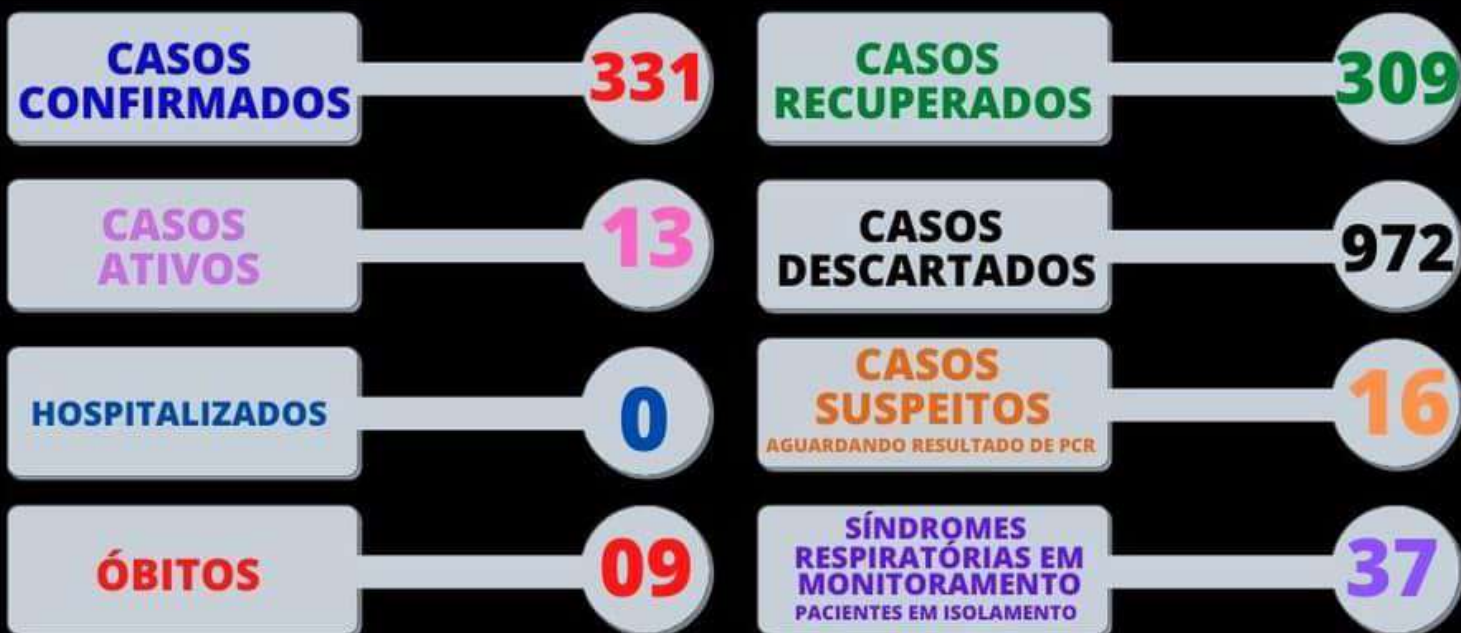 CASOS
CONFIRMADOS
331
CASOS
RECUPERADOS
309
CASOS
ATIVOS
13
CASOS
DESCARTADOS
972
HOSPITALIZADOS
0
CASOS
SUSPEITOS
AGUARDANDO RESULTADO DE PCR
16
ÓBITOS
09
SÍNDROMES
RESPIRATÓRIAS EM
MONITORAMENTO
PACIENTES EM ISOLAMENTO
37